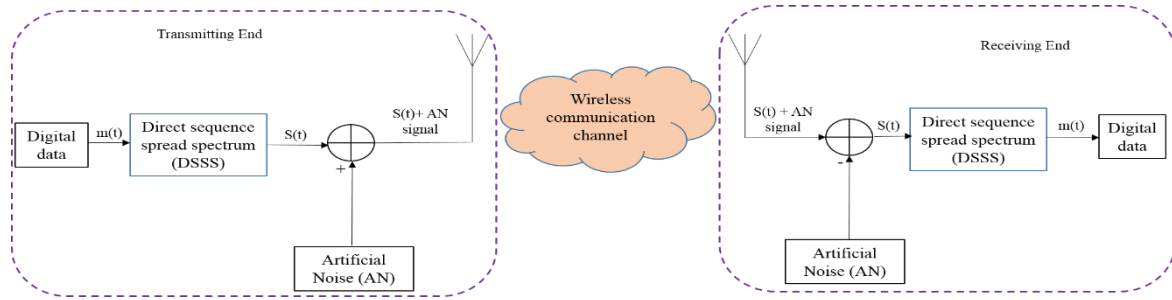 Transmitting End
Digital
data
m(t)
Direct sequence
spread spectrum
(DSSS)
S(t)
+
S(t)+ AN
signal
Artificial
Noise (AN)
Wireless
communication
channel
Receiving End
S(t) + AN
signal
-
S(t)
Direct sequence
spread spectrum
(DSSS)
m(t)
Digital
data
Artificial
Noise (AN)